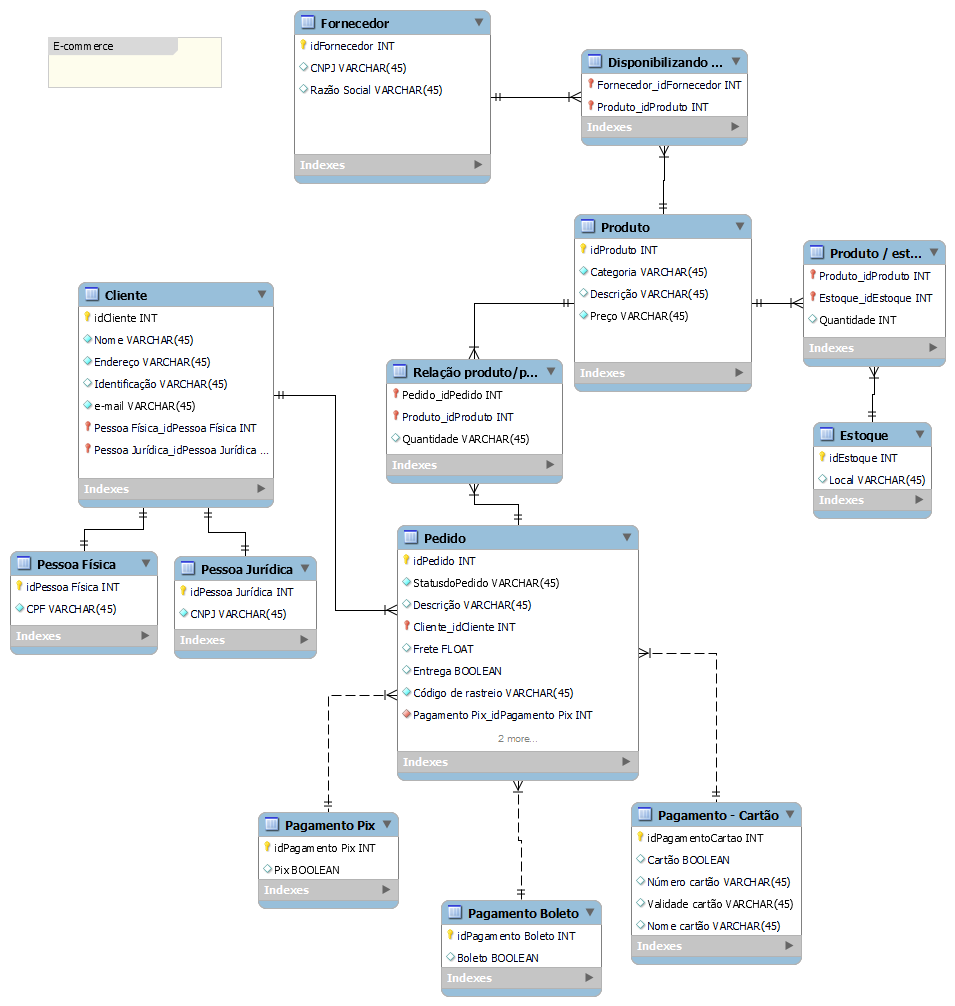 E-commerce
Fornecedor
idFornecedor INT
CNPJ VARCHAR(45)
Razão Social VARCHAR(45)
Indexes
Disponibilizando ...
Fornecedor_idFornecedor INT
Produto_idProduto INT
Indexes
Produto
idProduto INT
Categoria VARCHAR(45)
Descrição VARCHAR(45)
Preço VARCHAR(45)
Indexes
Produto / est...
Produto_idProduto INT
Estoque_idEstoque INT
Quantidade INT
Indexes
Cliente
idCliente INT
Nome VARCHAR(45)
Endereço VARCHAR(45)
Identificação VARCHAR(45)
e-mail VARCHAR(45)
Pessoa Física_idPessoa Física INT
Pessoa Jurídica_idPessoa Jurídica ...
Indexes
Relação produto/p...
Pedido_idPedido INT
Produto_idProduto INT
Quantidade VARCHAR(45)
Indexes
Estoque
idEstoque INT
Local VARCHAR(45)
Indexes
Pessoa Física
idPessoa Física INT
CPF VARCHAR(45)
Indexes
Pessoa Jurídica
idPessoa Jurídica INT
CNPJ VARCHAR(45)
Indexes
Pedido
idPedido INT
StatusdoPedido VARCHAR(45)
Descrição VARCHAR(45)
Cliente_idCliente INT
Frete FLOAT
Entrega BOOLEAN
Código de rastreio VARCHAR(45)
Pagamento Pix_idPagamento Pix INT
2 more...
Indexes
Pagamento Pix
idPagamento Pix INT
Pix BOOLEAN
Indexes
Pagamento Boleto
idPagamento Boleto INT
Boleto BOOLEAN
Indexes
Pagamento - Cartão
idPagamentoCartao INT
Cartão BOOLEAN
Número cartão VARCHAR(45)
Validade cartão VARCHAR(45)
Nome cartão VARCHAR(45)
Indexes